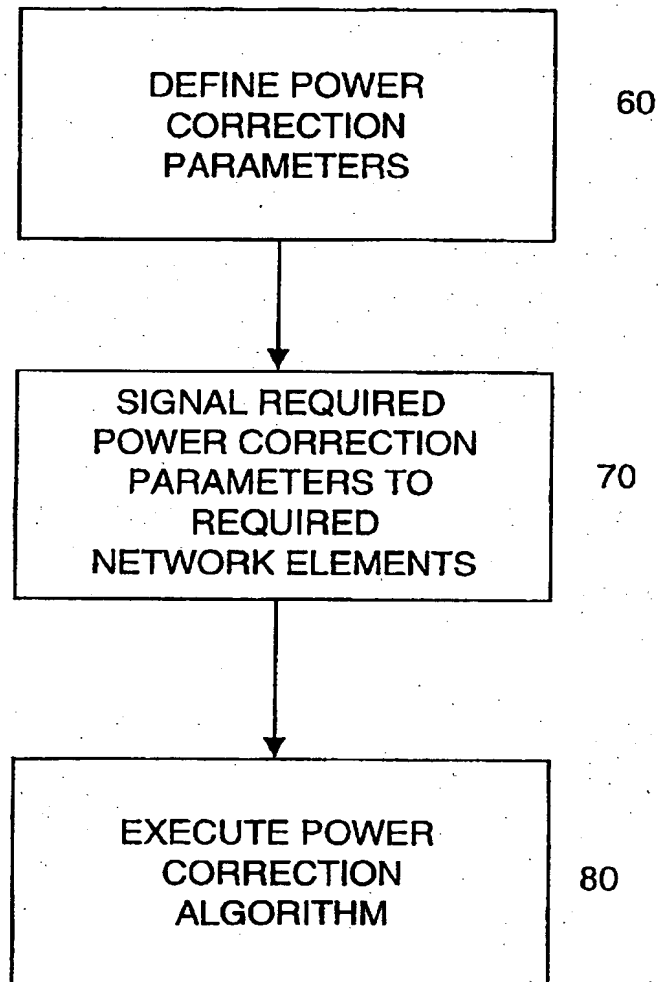 DEFINE POWER
CORRECTION
PARAMETERS
60
SIGNAL REQUIRED
POWER CORRECTION
PARAMETERS TO
REQUIRED
NETWORK ELEMENTS
70
EXECUTE POWER
CORRECTION
ALGORITHM
80